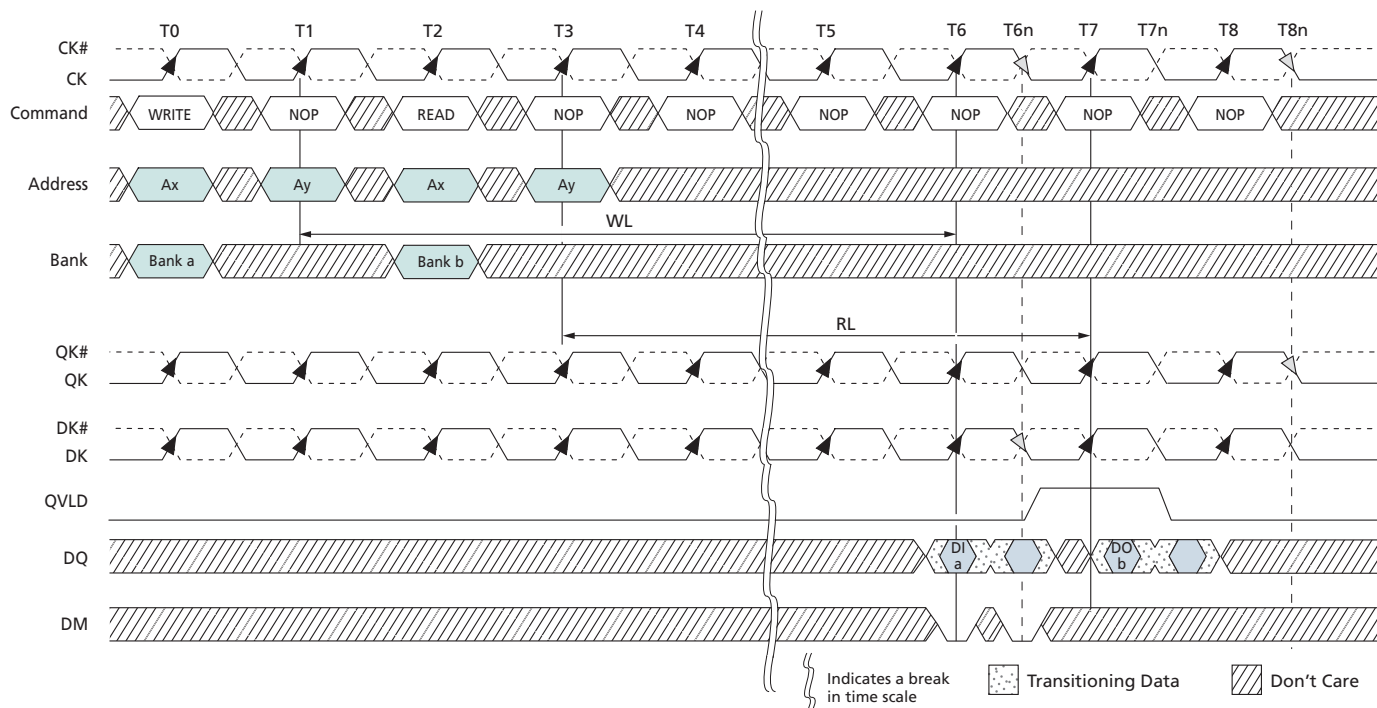 T0 T1 T2 T3 T4 T5 T6 T6n T7 T7n T8 T8n
CK#
CK
Command WRITE NOP READ NOP NOP NOP NOP NOP NOP
Address Ax Ay Ax Ay
WL
Bank Bank a Bank b
RL
QK#
QK
DK#
DK
QVLD
DQ DI a DO b
DM
Indicates a break
in time scale
Transitioning Data
Don't Care